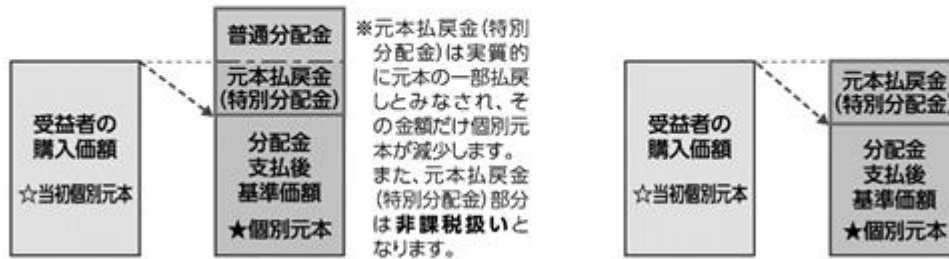 普通分配金
元本払戻金
(特別分配金)
受益者の
購入価額
☆当初個別元本
分配金
支払後
基準価額
★個別元本
※元本払戻金(特別
分配金)は実質的
に元本の一部払戻
しとみなされ、そ
の金額だけ個別元
本が減少します。
また、元本払戻金
(特別分配金)部分
は非課税扱いと
なります。
受益者の
購入価額
☆当初個別元本
元本払戻金
(特別分配金
分配金
支払後
基準価額
★個別元本